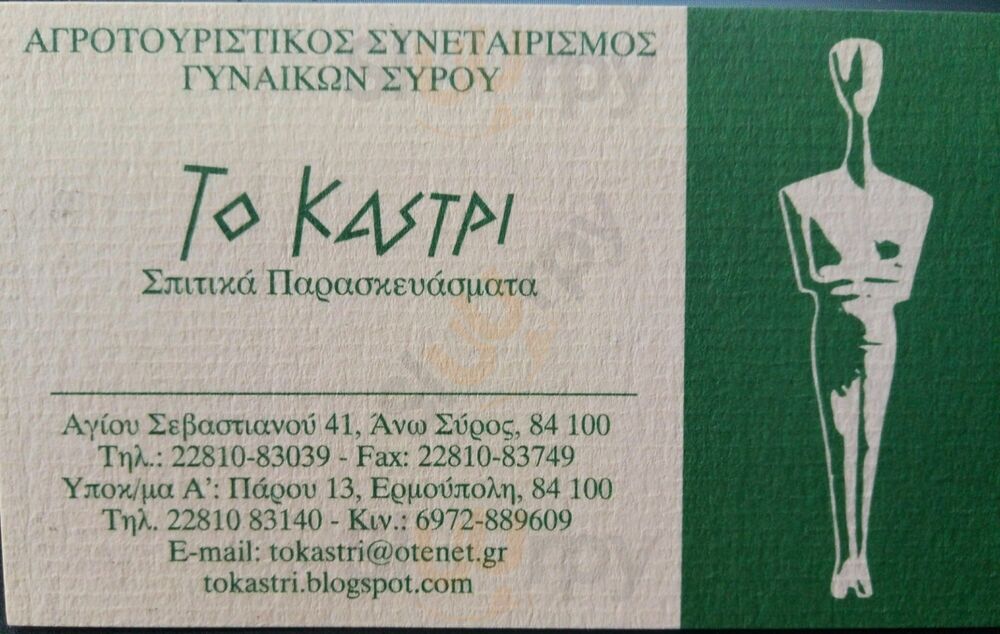 ΑΓΡΟΤΟΥΡΙΣΤΙΚΟΣ ΣΥΝΕΤΑΙΡΙΣΜΟΣ
ΓΥΝΑΙΚΩΝ ΣΥΡΟΥ
ΤΟ ΚΑΣΤΡΙ
Σπιτικά Παρασκευάσματα
Αγίου Σεβαστιανού 41, Άνω Σύρος, 84 100
Τηλ.: 22810-83039 - Fax: 22810-83749
Υποκ/μα Α': Πάρου 13, Ερμούπολη, 84 100
Τηλ. 22810 83140 - Κιν.: 6972-889609
E-mail: tokastri@otenet.gr
tokastri.blogspot.com